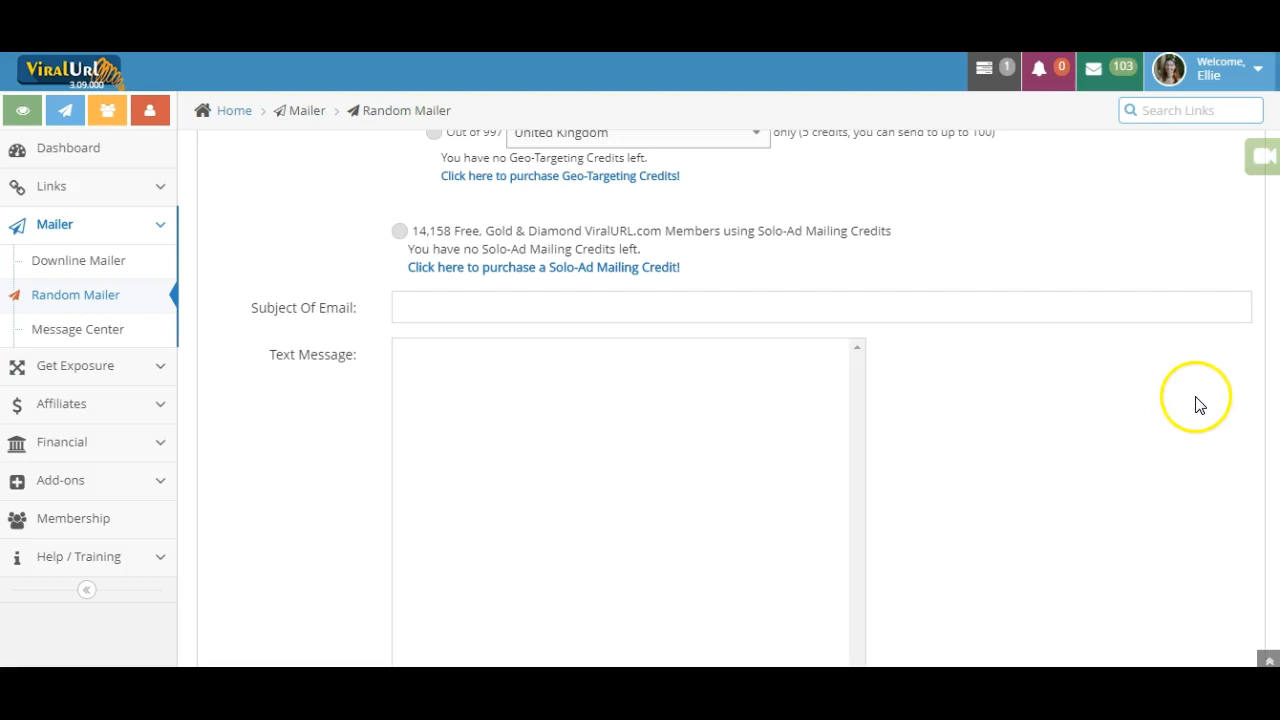 ViralUrl
3.09.000
1
0
103
Welcome,
Ellie
Home > Mailer > Random Mailer
Search Links
Dashboard
Links
Mailer
Downline Mailer
Random Mailer
Message Center
Get Exposure
Affiliates
Financial
Add-ons
Membership
Help / Training
Out of 997 United Kingdom only (5 credits, you can send to up to 100)
You have no Geo-Targeting Credits left.
Click here to purchase Geo-Targeting Credits!
14,158 Free, Gold & Diamond ViralURL.com Members using Solo-Ad Mailing Credits
You have no Solo-Ad Mailing Credits left.
Click here to purchase a Solo-Ad Mailing Credit!
Subject Of Email:
Text Message: